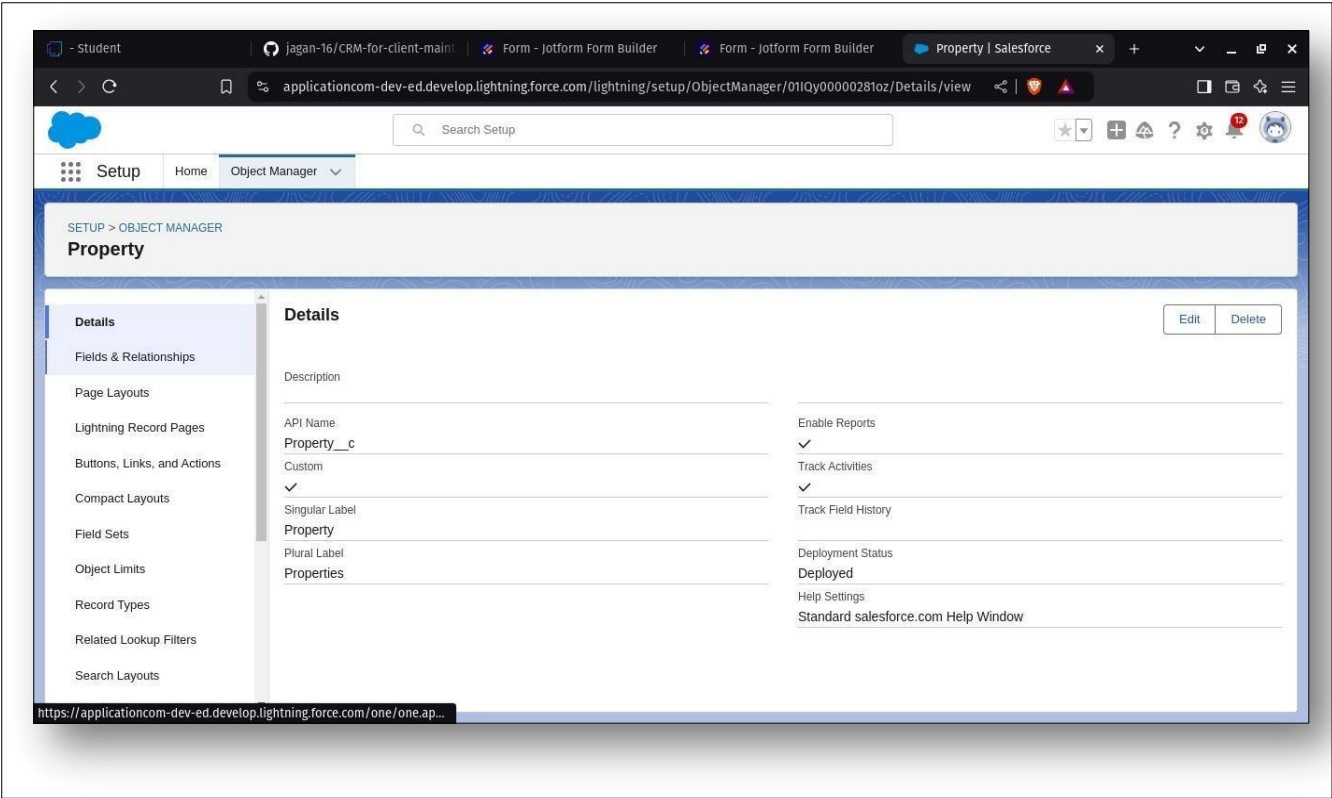 - Student
jagan-16/CRM-for-client-maint
Form - Jotform Form Builder
Form - Jotform Form Builder
Property | Salesforce
applicationcom-dev-ed.develop.lightning.force.com/lightning/setup/ObjectManager/01IQy00000281oz/Details/view
Search Setup
12
Setup
Home
Object Manager
SETUP > OBJECT MANAGER
Property
Details
Fields & Relationships
Page Layouts
Lightning Record Pages
Buttons, Links, and Actions
Compact Layouts
Field Sets
Object Limits
Record Types
Related Lookup Filters
Search Layouts
Details
Edit
Delete
Description
API Name
Property__c
Custom
Singular Label
Property
Plural Label
Properties
Enable Reports
Track Activities
Track Field History
Deployment Status
Deployed
Help Settings
Standard salesforce.com Help Window
https://applicationcom-dev-ed.develop.lightning.force.com/one/one.ap...